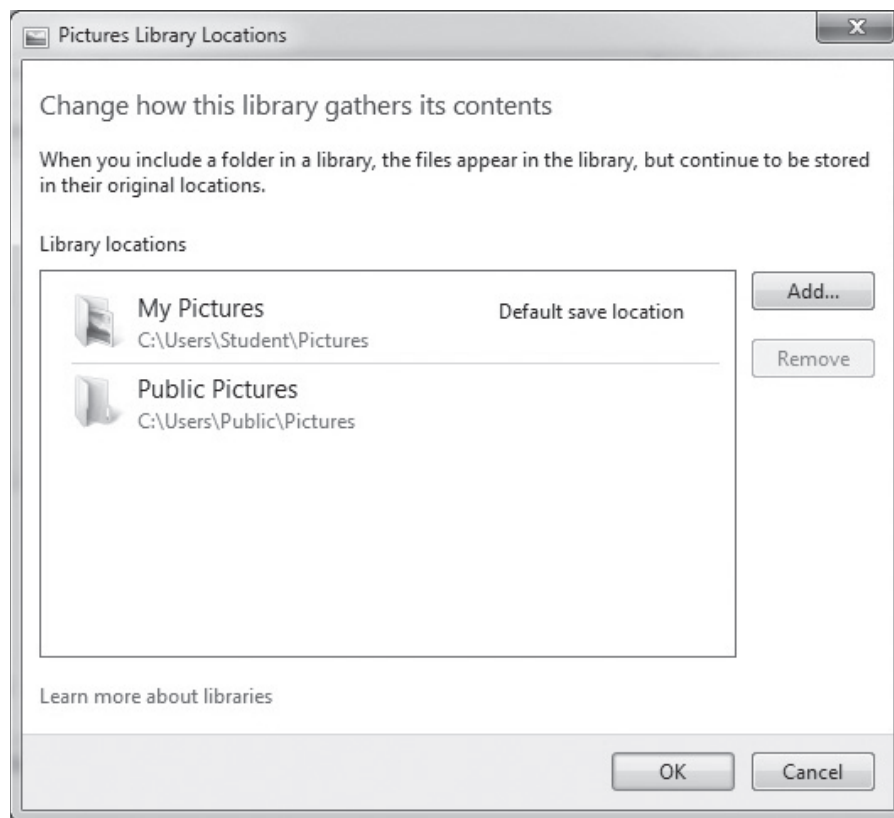 Pictures Library Locations
Change how this library gathers its contents
When you include a folder in a library, the files appear in the library, but continue to be stored
in their original locations.
Library locations
My Pictures
Default save location
C:\Users\Student\Pictures
Public Pictures
C:\Users\Public\Pictures
Add...
Remove
Learn more about libraries
OK
Cancel